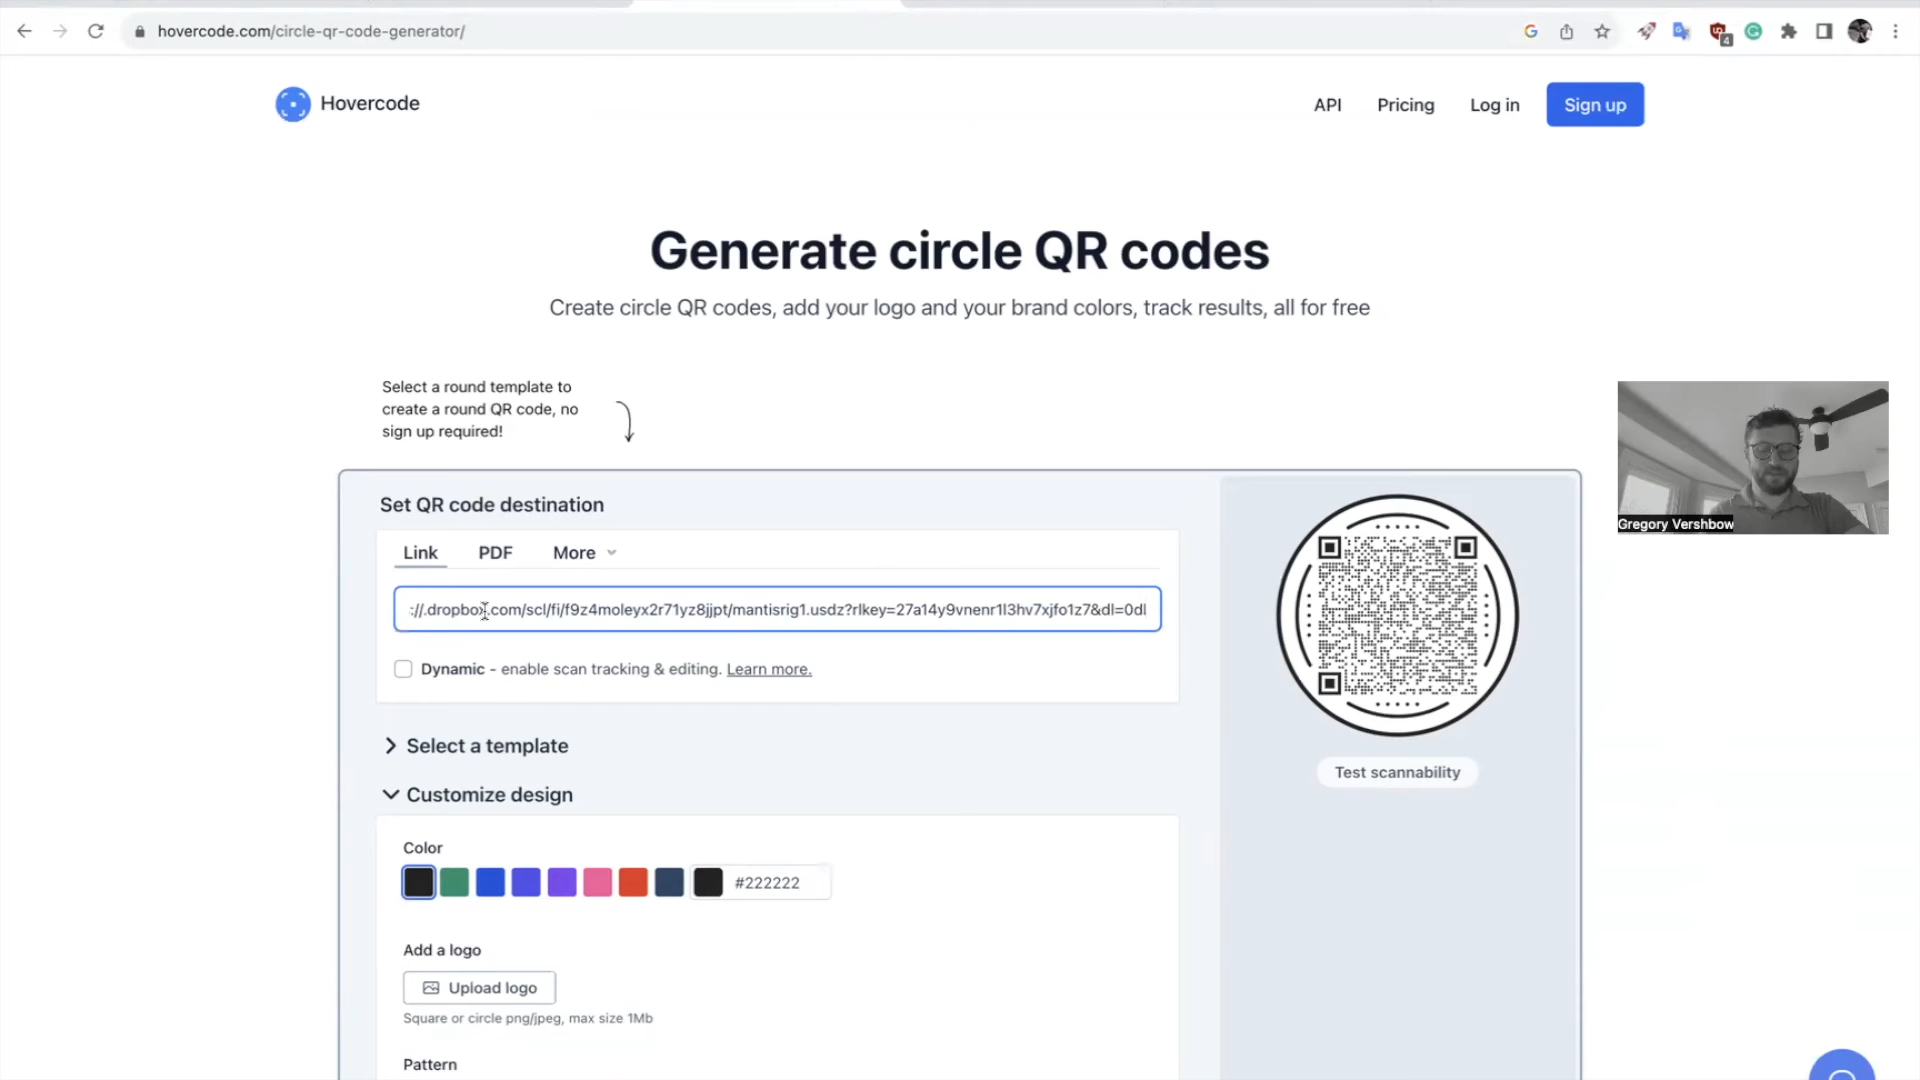 hovercode.com/circle-qr-code-generator/
4
Hovercode
API Pricing Log in Sign up
Generate circle QR codes
Create circle QR codes, add your logo and your brand colors, track results, all for free
Select a round template to
create a round QR code, no
sign up required!
Set QR code destination
Link PDF More
://.dropbox.com/scl/fi/f9z4moleyx2r71yz8jjpt/mantisrig1.usdz?rlkey=27a14y9vnenr1l3hv7xjfo1z7&dl=0dl
Dynamic - enable scan tracking & editing. Learn more.
Select a template
Customize design
Color
#222222
Add a logo
Upload logo
Square or circle png/jpeg, max size 1Mb
Pattern
Test scannability
Gregory Vershbow